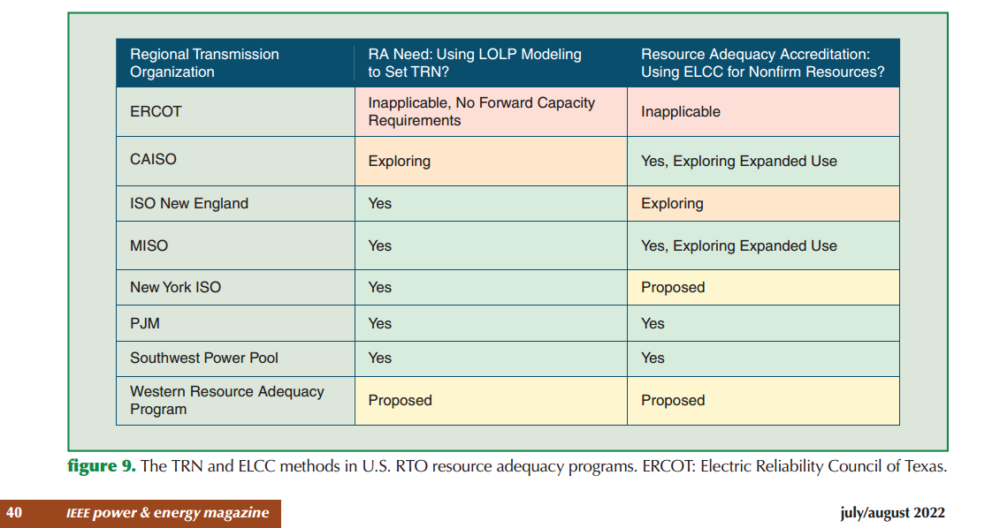 Regional Transmission
Organization
RA Need: Using LOLP Modeling
to Set TRN?
Resource Adequacy Accreditation:
Using ELCC for Nonfirm Resources?
ERCOT
Inapplicable, No Forward Capacity
Requirements
Inapplicable
CAISO
Exploring
Yes, Exploring Expanded Use
ISO New England
Yes
Exploring
MISO
Yes
Yes, Exploring Expanded Use
New York ISO
Yes
Proposed
PJM
Yes
Yes
Southwest Power Pool
Yes
Yes
Western Resource Adequacy
Program
Proposed
Proposed
figure 9. The TRN and ELCC methods in U.S. RTO resource adequacy programs. ERCOT: Electric Reliability Council of Texas.
40 IEEE power & energy magazine july/august 2022